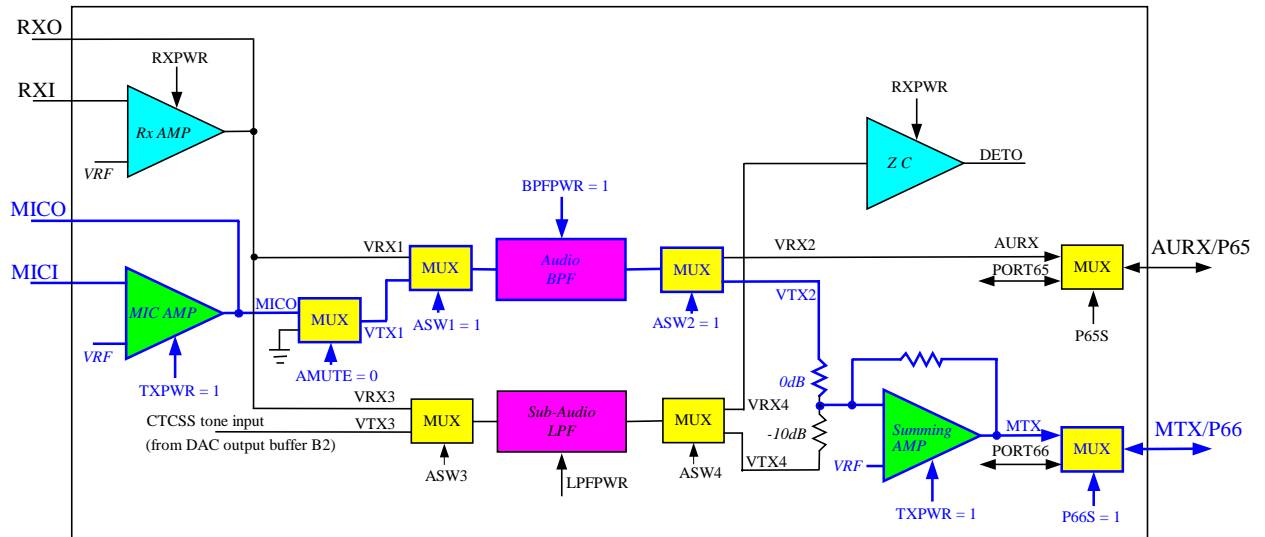 RXO
RXPWR
RXPWR
RXI
Rx AMP
Z C
DETO
VRF
BPFPWR = 1
MICO
VRX1
VRX2
AURX
AURX/P65
MUX
Audio
BPF
MUX
PORT65
MUX
MICI
MICO
VTX2
MIC AMP
MUX
VTX1
ASW1 = 1
ASW2 = 1
P65S
VRF
TXPWR = 1
AMUTE = 0
0dB
VRX3
VRX4
CTCSS tone input
VTX3
MUX
Sub-Audio
LPF
MUX
-10dB
Summing
AMP
MTX
MTX/P66
(from DAC output buffer B2)
VTX4
VRF
PORT66
MUX
ASW3
LPFPWR
ASW4
TXPWR = 1
P66S = 1